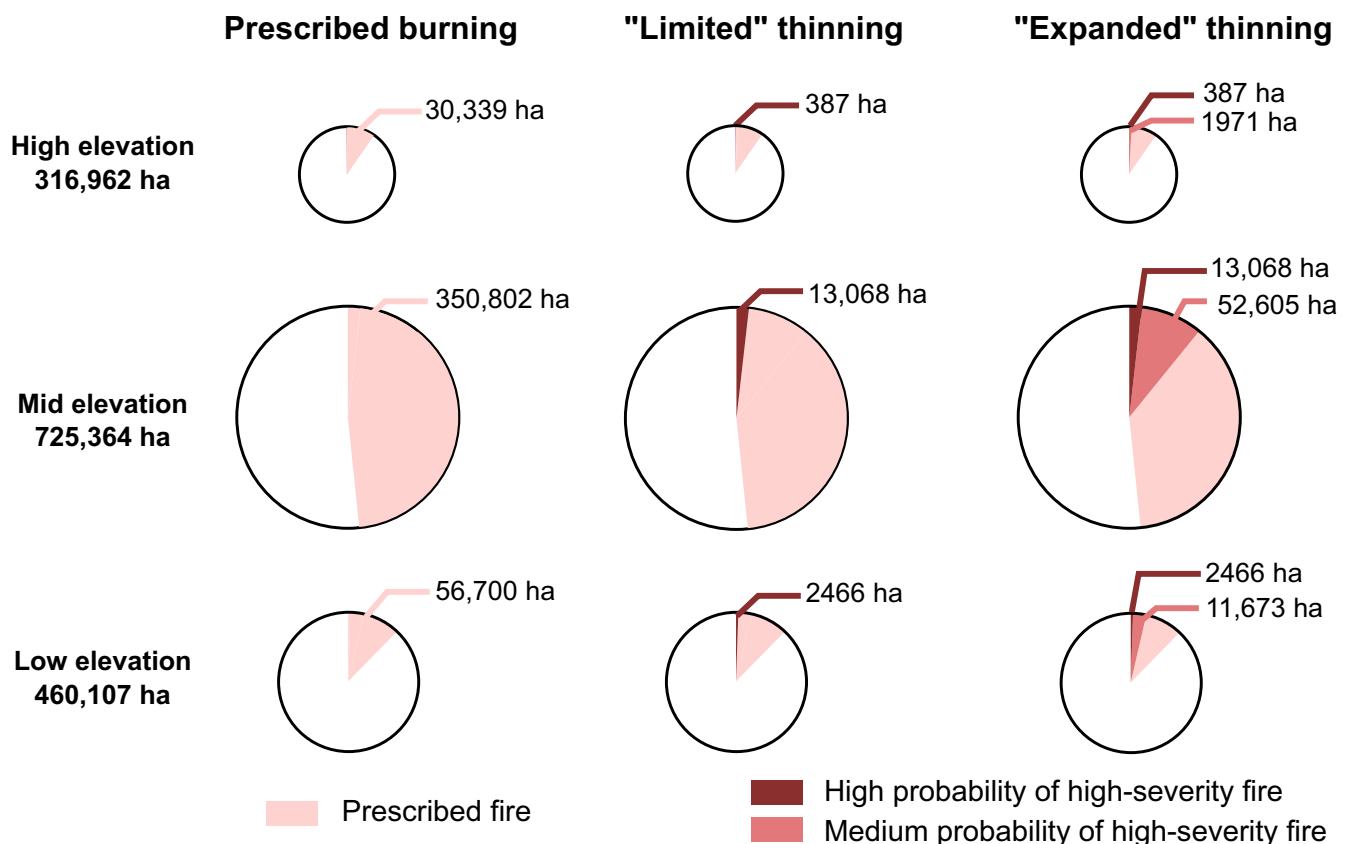 Prescribed burning
"Limited" thinning
"Expanded" thinning
High elevation
316,962 ha
30,339 ha
387 ha
387 ha
1971 ha
Mid elevation
725,364 ha
350,802 ha
13,068 ha
13,068 ha
52,605 ha
Low elevation
460,107 ha
56,700 ha
2466 ha
2466 ha
11,673 ha
Prescribed fire
High probability of high-severity fire
Medium probability of high-severity fire